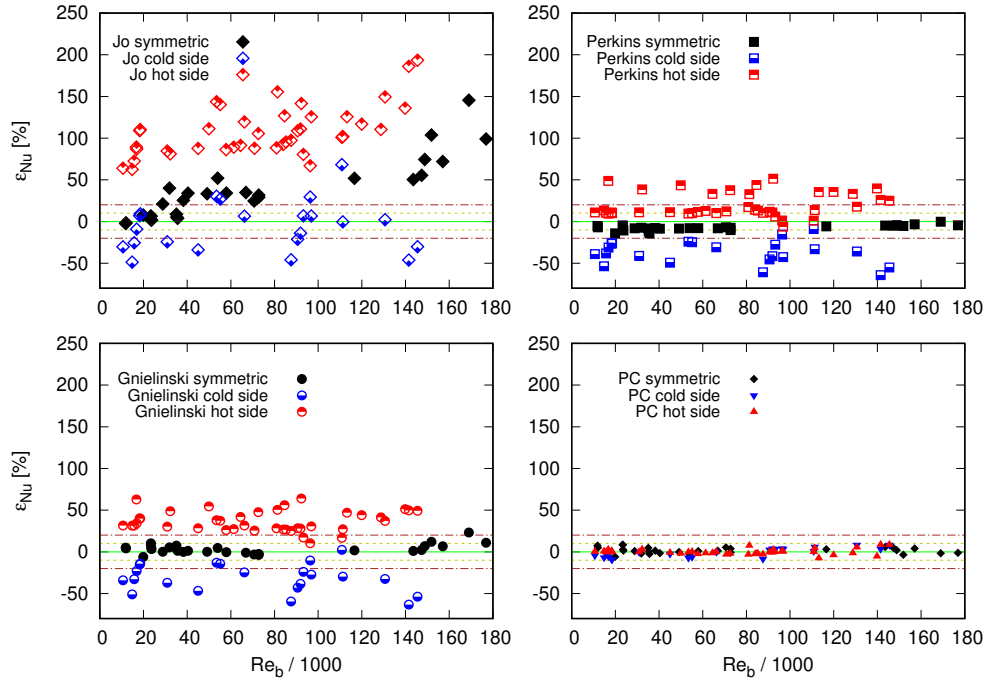 250
200
150
100
50
0
-50
ε_Nu [%]
Jo symmetric
Jo cold side
Jo hot side
0 20 40 60 80 100 120 140 160 180
250
200
150
100
50
0
-50
Perkins symmetric
Perkins cold side
Perkins hot side
0 20 40 60 80 100 120 140 160 180
250
200
150
100
50
0
-50
ε_Nu [%]
Gnielinski symmetric
Gnielinski cold side
Gnielinski hot side
0 20 40 60 80 100 120 140 160 180
Re_b / 1000
250
200
150
100
50
0
-50
PC symmetric
PC cold side
PC hot side
0 20 40 60 80 100 120 140 160 180
Re_b / 1000